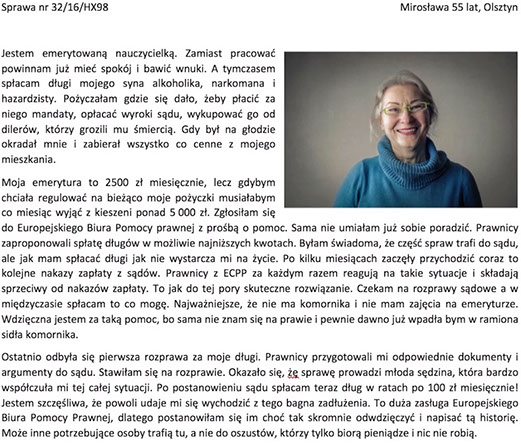 Sprawa nr 32/16/HX98 Mirosława 55 lat, Olsztyn
Jestem emerytowaną nauczycielką. Zamiast pracować
powinnam już mieć spokój i bawić wnuki. A tymczasem
spłacam długi mojego syna alkoholika, narkomana i
hazardzisty. Pożyczałam gdzie się dało, żeby płacić za
niego mandaty, opłacać wyroki sądu, wykupować go od
dilerów, którzy grozili mu śmiercią. Gdy był na głodzie
okradał mnie i zabierał wszystko co cenne z mojego
mieszkania.
Moja emerytura to 2500 zł miesięcznie, lecz gdybym
chciała regulować na bieżąco moje pożyczki musiałabym
co miesiąc wyjąć z kieszeni ponad 5 000 zł. Zgłosiłam się
do Europejskiego Biura Pomocy prawnej z prośbą o pomoc. Sama nie umiałam już sobie poradzić. Prawnicy
zaproponowali spłatę długów w możliwie najniższych kwotach. Byłam świadoma, że część spraw trafi do sądu,
ale jak mam spłacać długi jak nie wystarcza mi na życie. Po kilku miesiącach zaczęły przychodzić coraz to
kolejne nakazy zapłaty z sądów. Prawnicy z ECPP za każdym razem reagują na takie sytuacje i składają
sprzeciwy od nakazów zapłaty. To jak do tej pory skuteczne rozwiązanie. Czekam na rozprawy sądowe a w
międzyczasie spłacam to co mogę. Najważniejsze, że nie ma komornika i nie mam zajęcia na emeryturze.
Wdzięczna jestem za taką pomoc, bo sama nie znam się na prawie i pewnie dawno już wpadła bym w ramiona
sidła komornika.
Ostatnio odbyła się pierwsza rozprawa za moje długi. Prawnicy przygotowali mi odpowiednie dokumenty i
argumenty do sądu. Stawiłam się na rozprawie. Okazało się, żę sprawę prowadzi młoda sędzina, która bardzo
współczuła mi tej całej sytuacji. Po postanowieniu sądu spłacam teraz dług w ratach po 100 zł miesięcznie!
Jestem szczęśliwa, że powoli udaje mi się wychodzić z tego bagna zadłużenia. To duża zasługa Europejskiego
Biura Pomocy Prawnej, dlatego postanowiłam się im choć tak skromnie odwdzięczyć i napisać tą historię.
Może inne potrzebujące osoby trafią tu, a nie do oszustów, którzy tylko biorą pieniądze i nic nie robią.